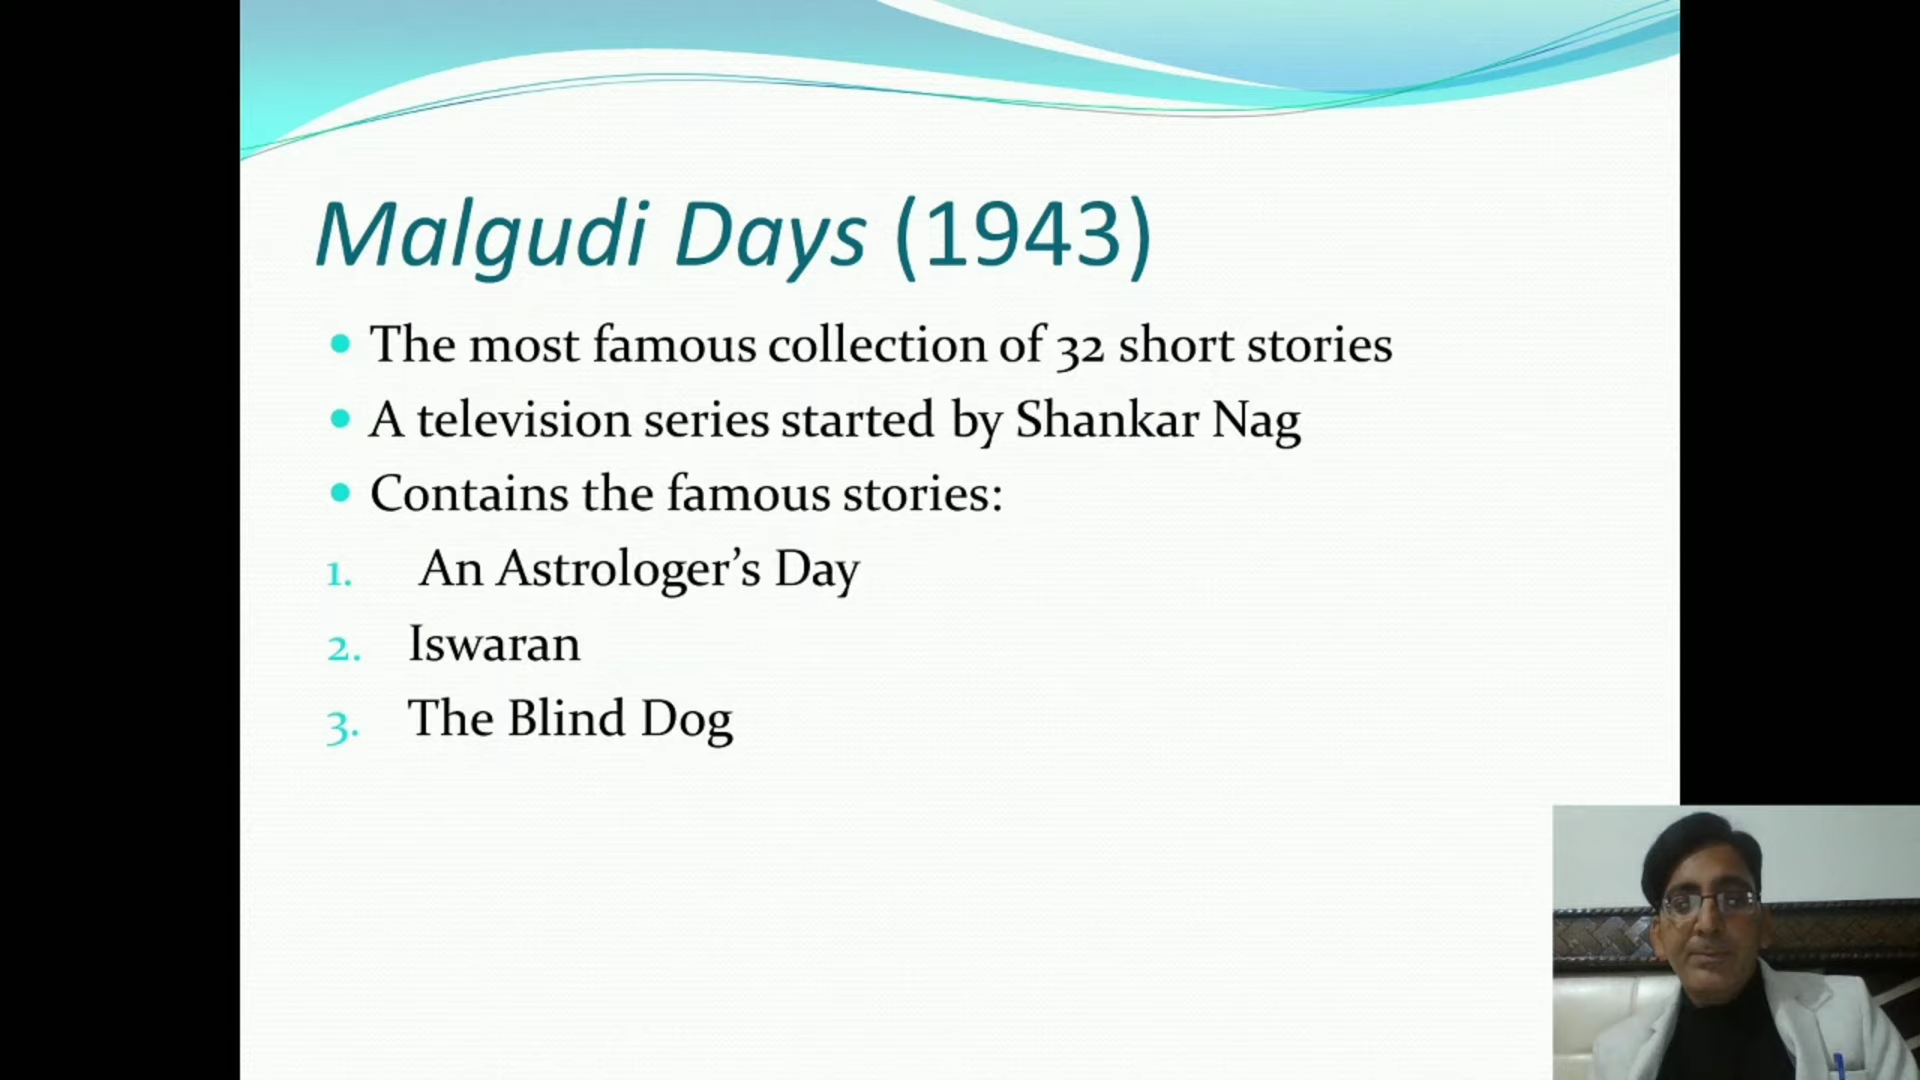 Malgudi Days (1943)
• The most famous collection of 32 short stories
• A television series started by Shankar Nag
• Contains the famous stories:
1. An Astrologer’s Day
2. Iswaran
3. The Blind Dog